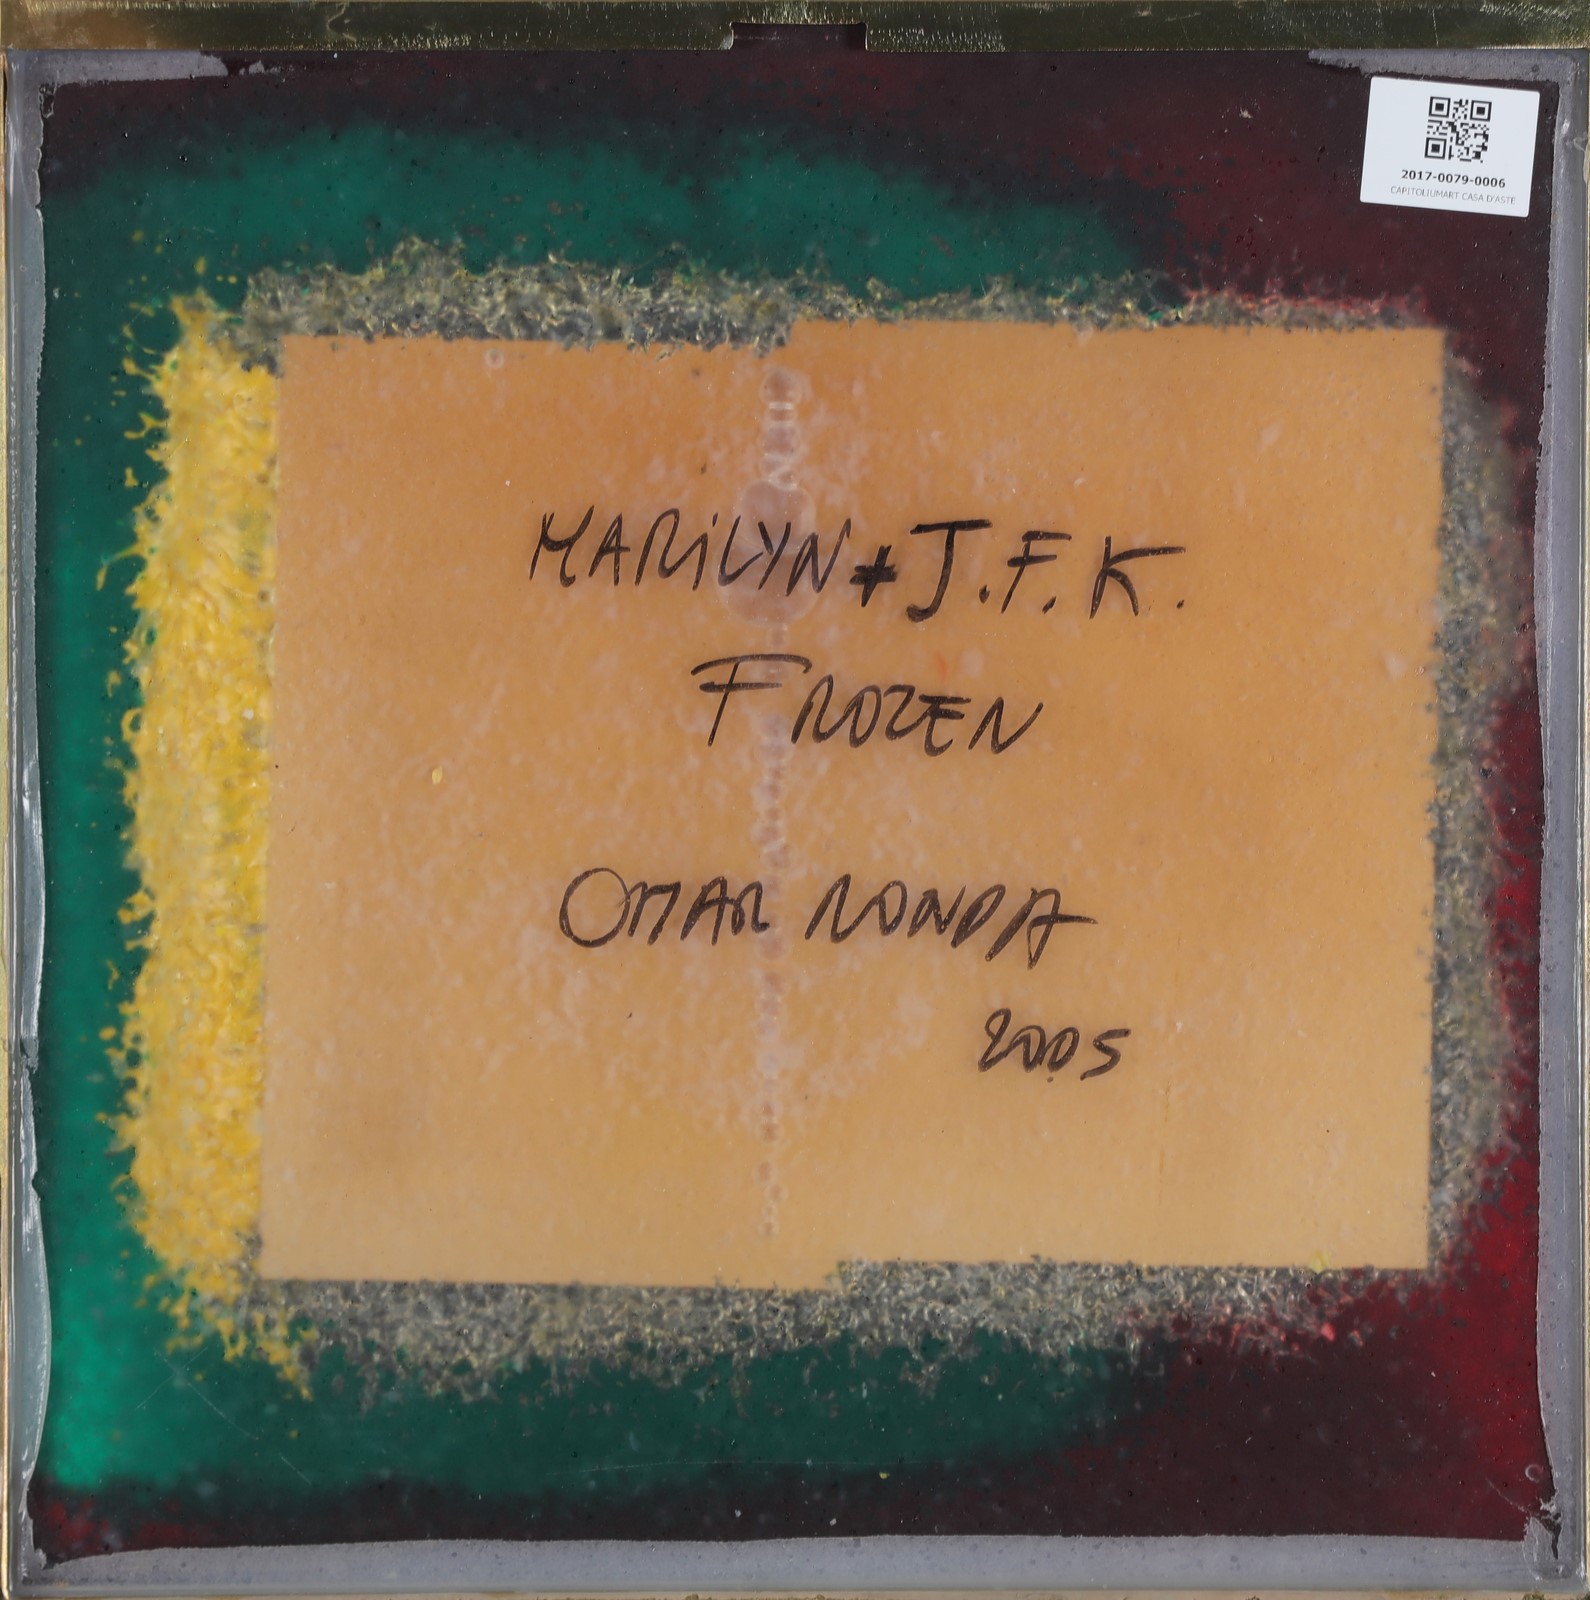 2017-0079-0006
CAPITOLIUMART CASA D'ASTE
MARiLYN + J.F.K.
FROZEN
OMAR RONDA
2005